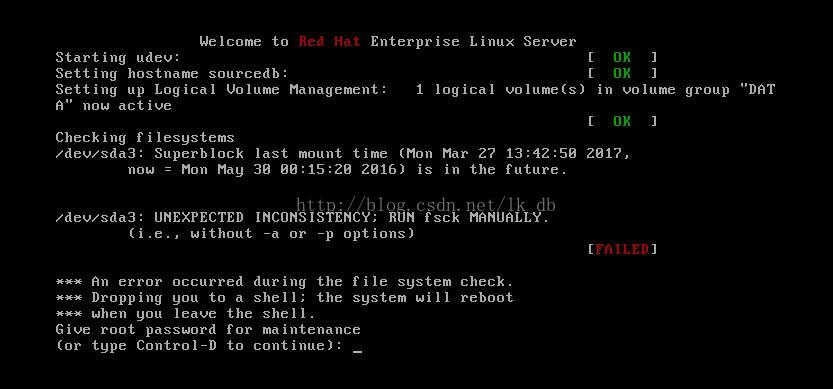 Welcome to Red Hat Enterprise Linux Server
Starting udev: [ OK ]
Setting hostname sourcedb: [ OK ]
Setting up Logical Volume Management: 1 logical volume(s) in volume group "DAT
A" now active
[ OK ]
Checking filesystems
/dev/sda3: Superblock last mount time (Mon Mar 27 13:42:50 2017,
now = Mon May 30 00:15:20 2016) is in the future.
http://blog.csdn.net/lk_db
/dev/sda3: UNEXPECTED INCONSISTENCY; RUN fsck MANUALLY.
(i.e., without -a or -p options)
[FAILED]
*** An error occurred during the file system check.
*** Dropping you to a shell; the system will reboot
*** when you leave the shell.
Give root password for maintenance
(or type Control-D to continue): _